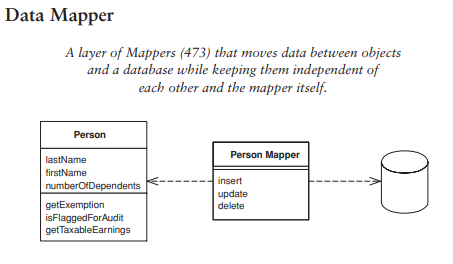 Data Mapper
A layer of Mappers (473) that moves data between objects
and a database while keeping them independent of
each other and the mapper itself.
Person
lastName
firstName
numberOfDependents
getExemption
isFlaggedForAudit
getTaxableEarnings
Person Mapper
insert
update
delete